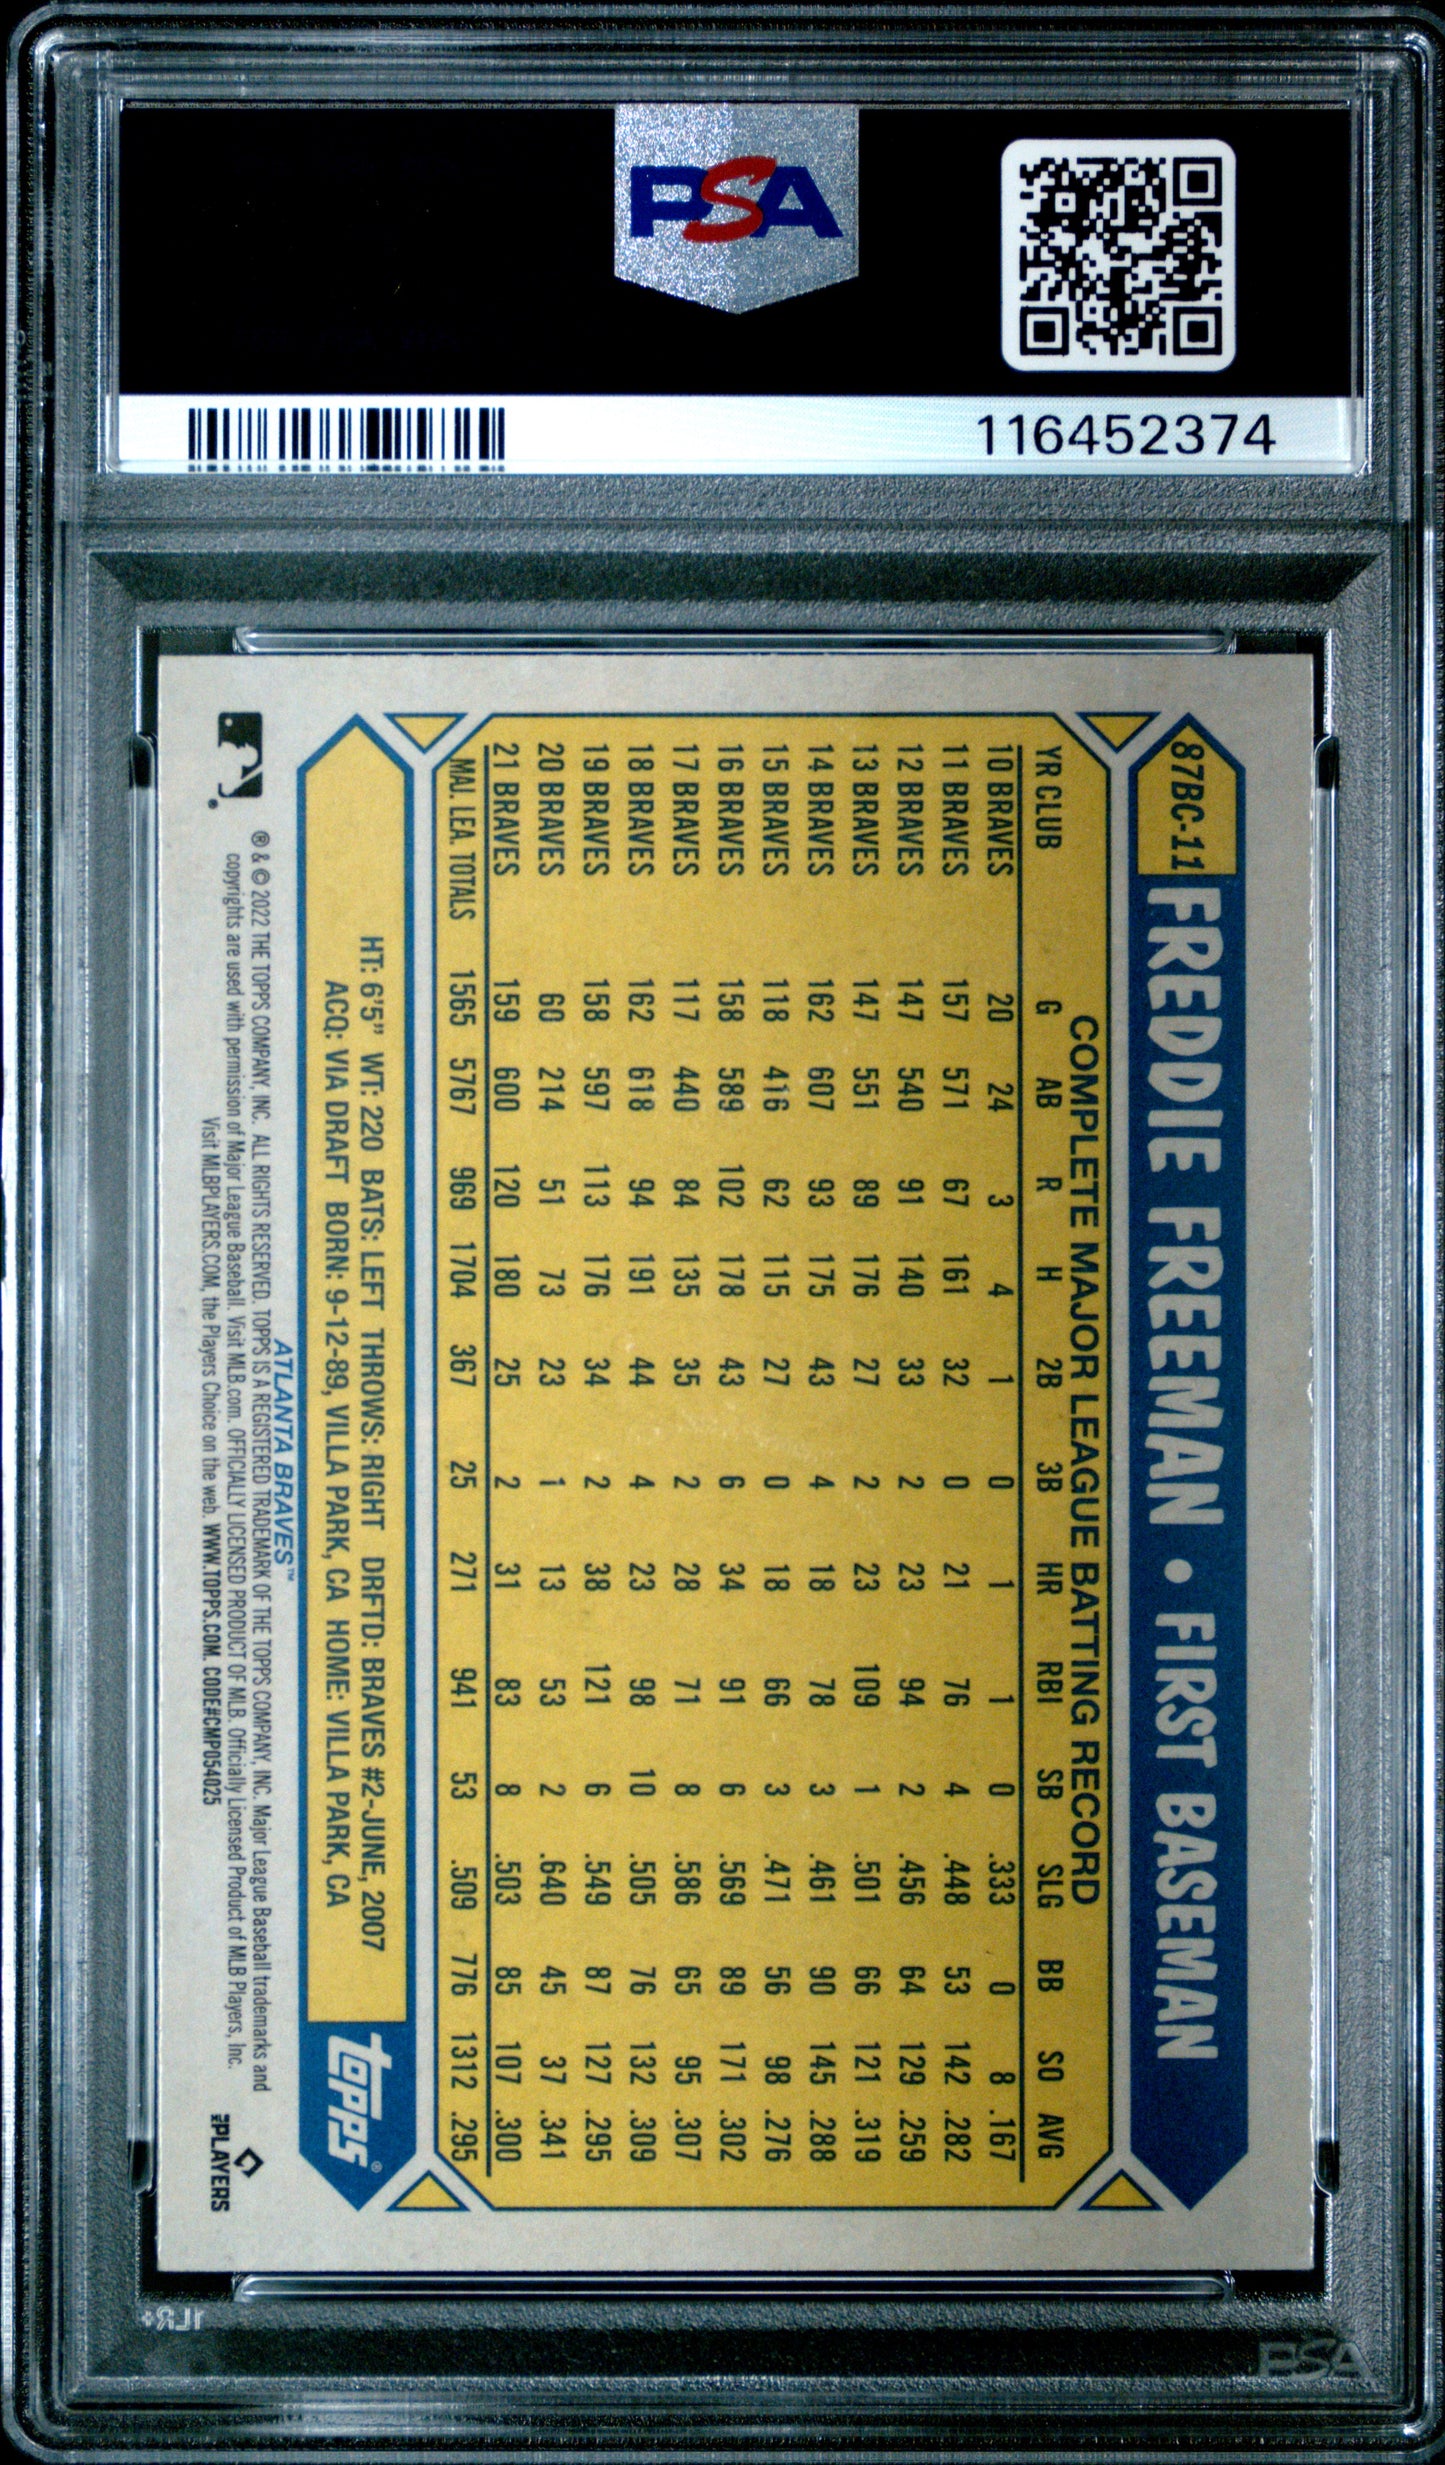 PSA
116452374
87BC-11 FREDDIE FREEMAN • FIRST BASEMAN
COMPLETE MAJOR LEAGUE BATTING RECORD
YR CLUB G AB R H 2B 3B HR RBI SB SLG BB SO AVG
10 BRAVES 20 24 3 4 1 0 1 1 0 .333 0 8 .167
11 BRAVES 157 571 67 161 32 0 21 76 4 .448 53 142 .282
12 BRAVES 147 540 91 140 33 2 23 94 2 .456 64 129 .259
13 BRAVES 147 551 89 176 27 2 23 109 1 .501 66 121 .319
14 BRAVES 162 607 93 175 43 4 18 78 3 .461 90 145 .288
15 BRAVES 118 416 62 115 27 0 18 66 3 .471 56 98 .276
16 BRAVES 158 589 102 178 43 6 34 91 6 .569 89 171 .302
17 BRAVES 117 440 84 135 35 2 28 71 8 .586 65 95 .307
18 BRAVES 162 618 94 191 44 4 23 98 10 .505 76 132 .309
19 BRAVES 158 597 113 176 34 2 38 121 6 .549 87 127 .295
20 BRAVES 60 214 51 73 23 1 13 53 2 .640 45 37 .341
21 BRAVES 159 600 120 180 25 2 31 83 8 .503 85 107 .300
MAJ. LEA. TOTALS 1565 5767 969 1704 367 25 271 941 53 .509 776 1312 .295
HT: 6'5" WT: 220 BATS: LEFT THROWS: RIGHT DRFTD: BRAVES #2-JUNE, 2007
ACQ: VIA DRAFT BORN: 9-12-89, VILLA PARK, CA HOME: VILLA PARK, CA
topps®
ATLANTA BRAVES™
® & © 2022 THE TOPPS COMPANY, INC. ALL RIGHTS RESERVED. TOPPS IS A REGISTERED TRADEMARK OF THE TOPPS COMPANY, INC. Major League Baseball trademarks and
copyrights are used with permission of Major League Baseball. Visit MLB.com. OFFICIALLY LICENSED PRODUCT OF MLB. Officially Licensed Product of MLB Players, Inc.
Visit MLBPLAYERS.COM, the Players Choice on the web. WWW.TOPPS.COM. CODE#CMP054025
PLAYERS
PSA